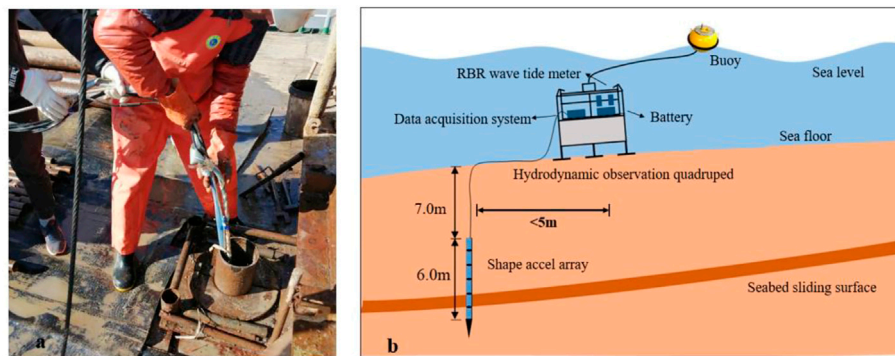 a
Buoy
RBR wave tide meter
Sea level
Data acquisition system
Battery
Sea floor
Hydrodynamic observation quadruped
7.0m
<5m
6.0m
Shape accel array
Seabed sliding surface
b